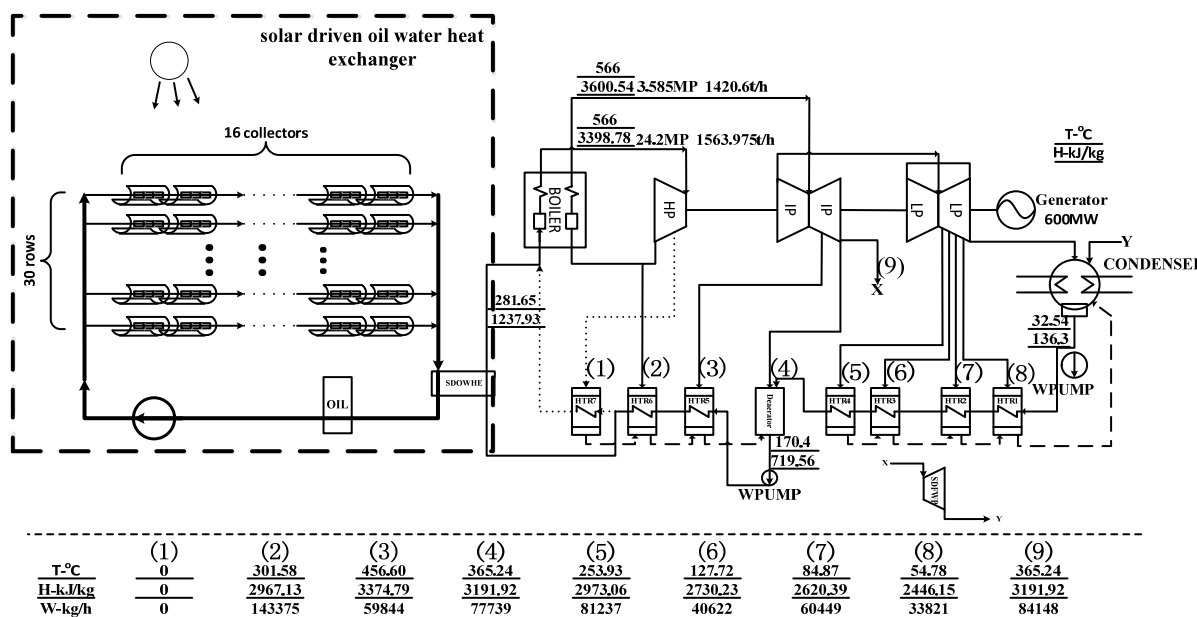 solar driven oil water heat
exchanger
16 collectors
30 rows
OIL
SDOWHE
566
3600.54 3.585MP 1420.6t/h
566
3398.78 24.2MP 1563.975t/h
T-°C
H-kJ/kg
BOILER
HP
IP
IP
LP
LP
Generator
600MW
Y
CONDENSER
(9)
X
281.65
1237.93
32.54
136.3
WPUMP
(1)
(2)
(3)
(4)
(5)
(6)
(7)
(8)
HTR7
HTR6
HTR5
Deaerator
HTR4
HTR3
HTR2
HTR1
170.4
719.56
WPUMP
X
SDFWP
Y
(1) (2) (3) (4) (5) (6) (7) (8) (9)
T-°C 0 301.58 456.60 365.24 253.93 127.72 84.87 54.78 365.24
H-kJ/kg 0 2967.13 3374.79 3191.92 2973.06 2730.23 2620.39 2446.15 3191.92
W-kg/h 0 143375 59844 77739 81237 40622 60449 33821 84148